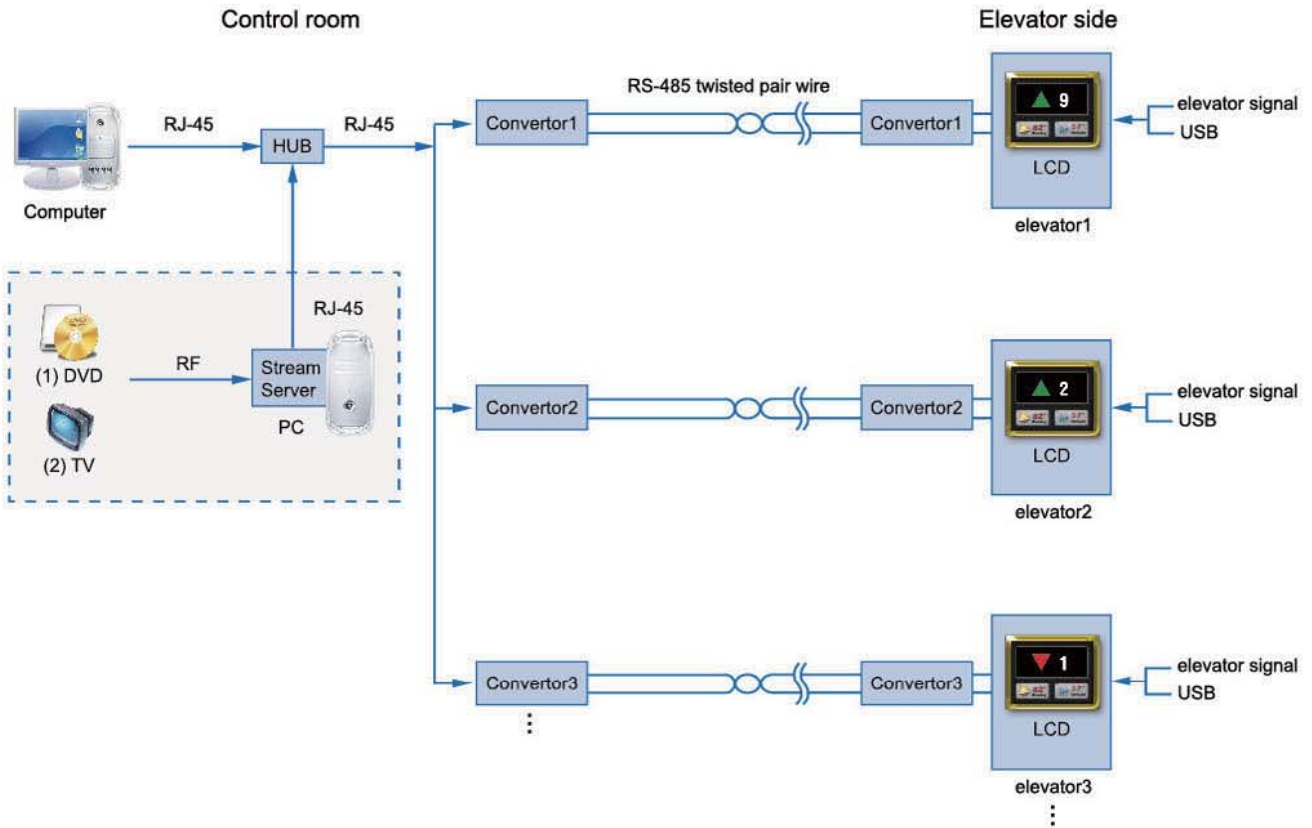 Control room
Elevator side
RS-485 twisted pair wire
RJ-45
RJ-45
HUB
Computer
Convertor1
Convertor1
9
LCD
elevator1
elevator signal
USB
RJ-45
(1) DVD
RF
Stream
Server
PC
(2) TV
Convertor2
Convertor2
2
LCD
elevator2
elevator signal
USB
Convertor3
Convertor3
1
LCD
elevator3
elevator signal
USB